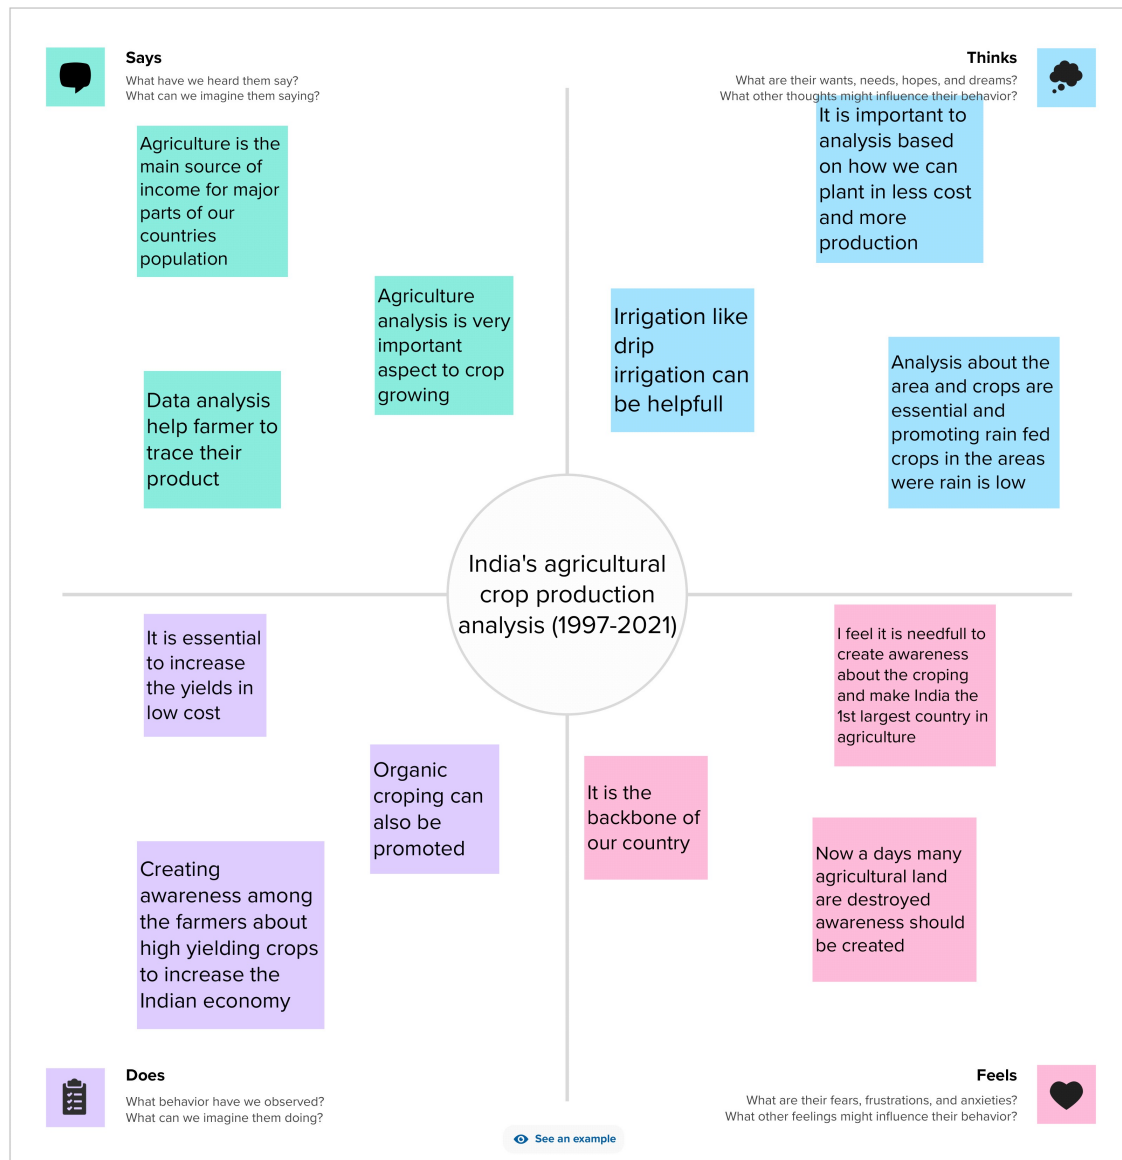 Says
What have we heard them say?
What can we imagine them saying?
Agriculture is the
main source of
income for major
parts of our
countries
population
Agriculture
analysis is very
important
aspect to crop
growing
Data analysis
help farmer to
trace their
product
Thinks
What are their wants, needs, hopes, and dreams?
What other thoughts might influence their behavior?
It is important to
analysis based
on how we can
plant in less cost
and more
production
Irrigation like
drip
irrigation can
be helpfull
Analysis about the
area and crops are
essential and
promoting rain fed
crops in the areas
were rain is low
India's agricultural
crop production
analysis (1997-2021)
It is essential
to increase
the yields in
low cost
Organic
croping can
also be
promoted
Creating
awareness among
the farmers about
high yielding crops
to increase the
Indian economy
Does
What behavior have we observed?
What can we imagine them doing?
I feel it is needfull to
create awareness
about the croping
and make India the
1st largest country in
agriculture
It is the
backbone of
our country
Now a days many
agricultural land
are destroyed
awareness should
be created
Feels
What are their fears, frustrations, and anxieties?
What other feelings might influence their behavior?
See an example